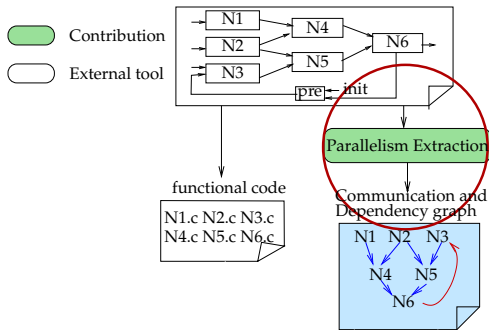 Contribution
External tool
N1
N2
N3
N4
N5
N6
pre
init
Parallelism Extraction
functional code
N1.c N2.c N3.c
N4.c N5.c N6.c
Communication and
Dependency graph
N1 N2 N3
N4 N5
N6